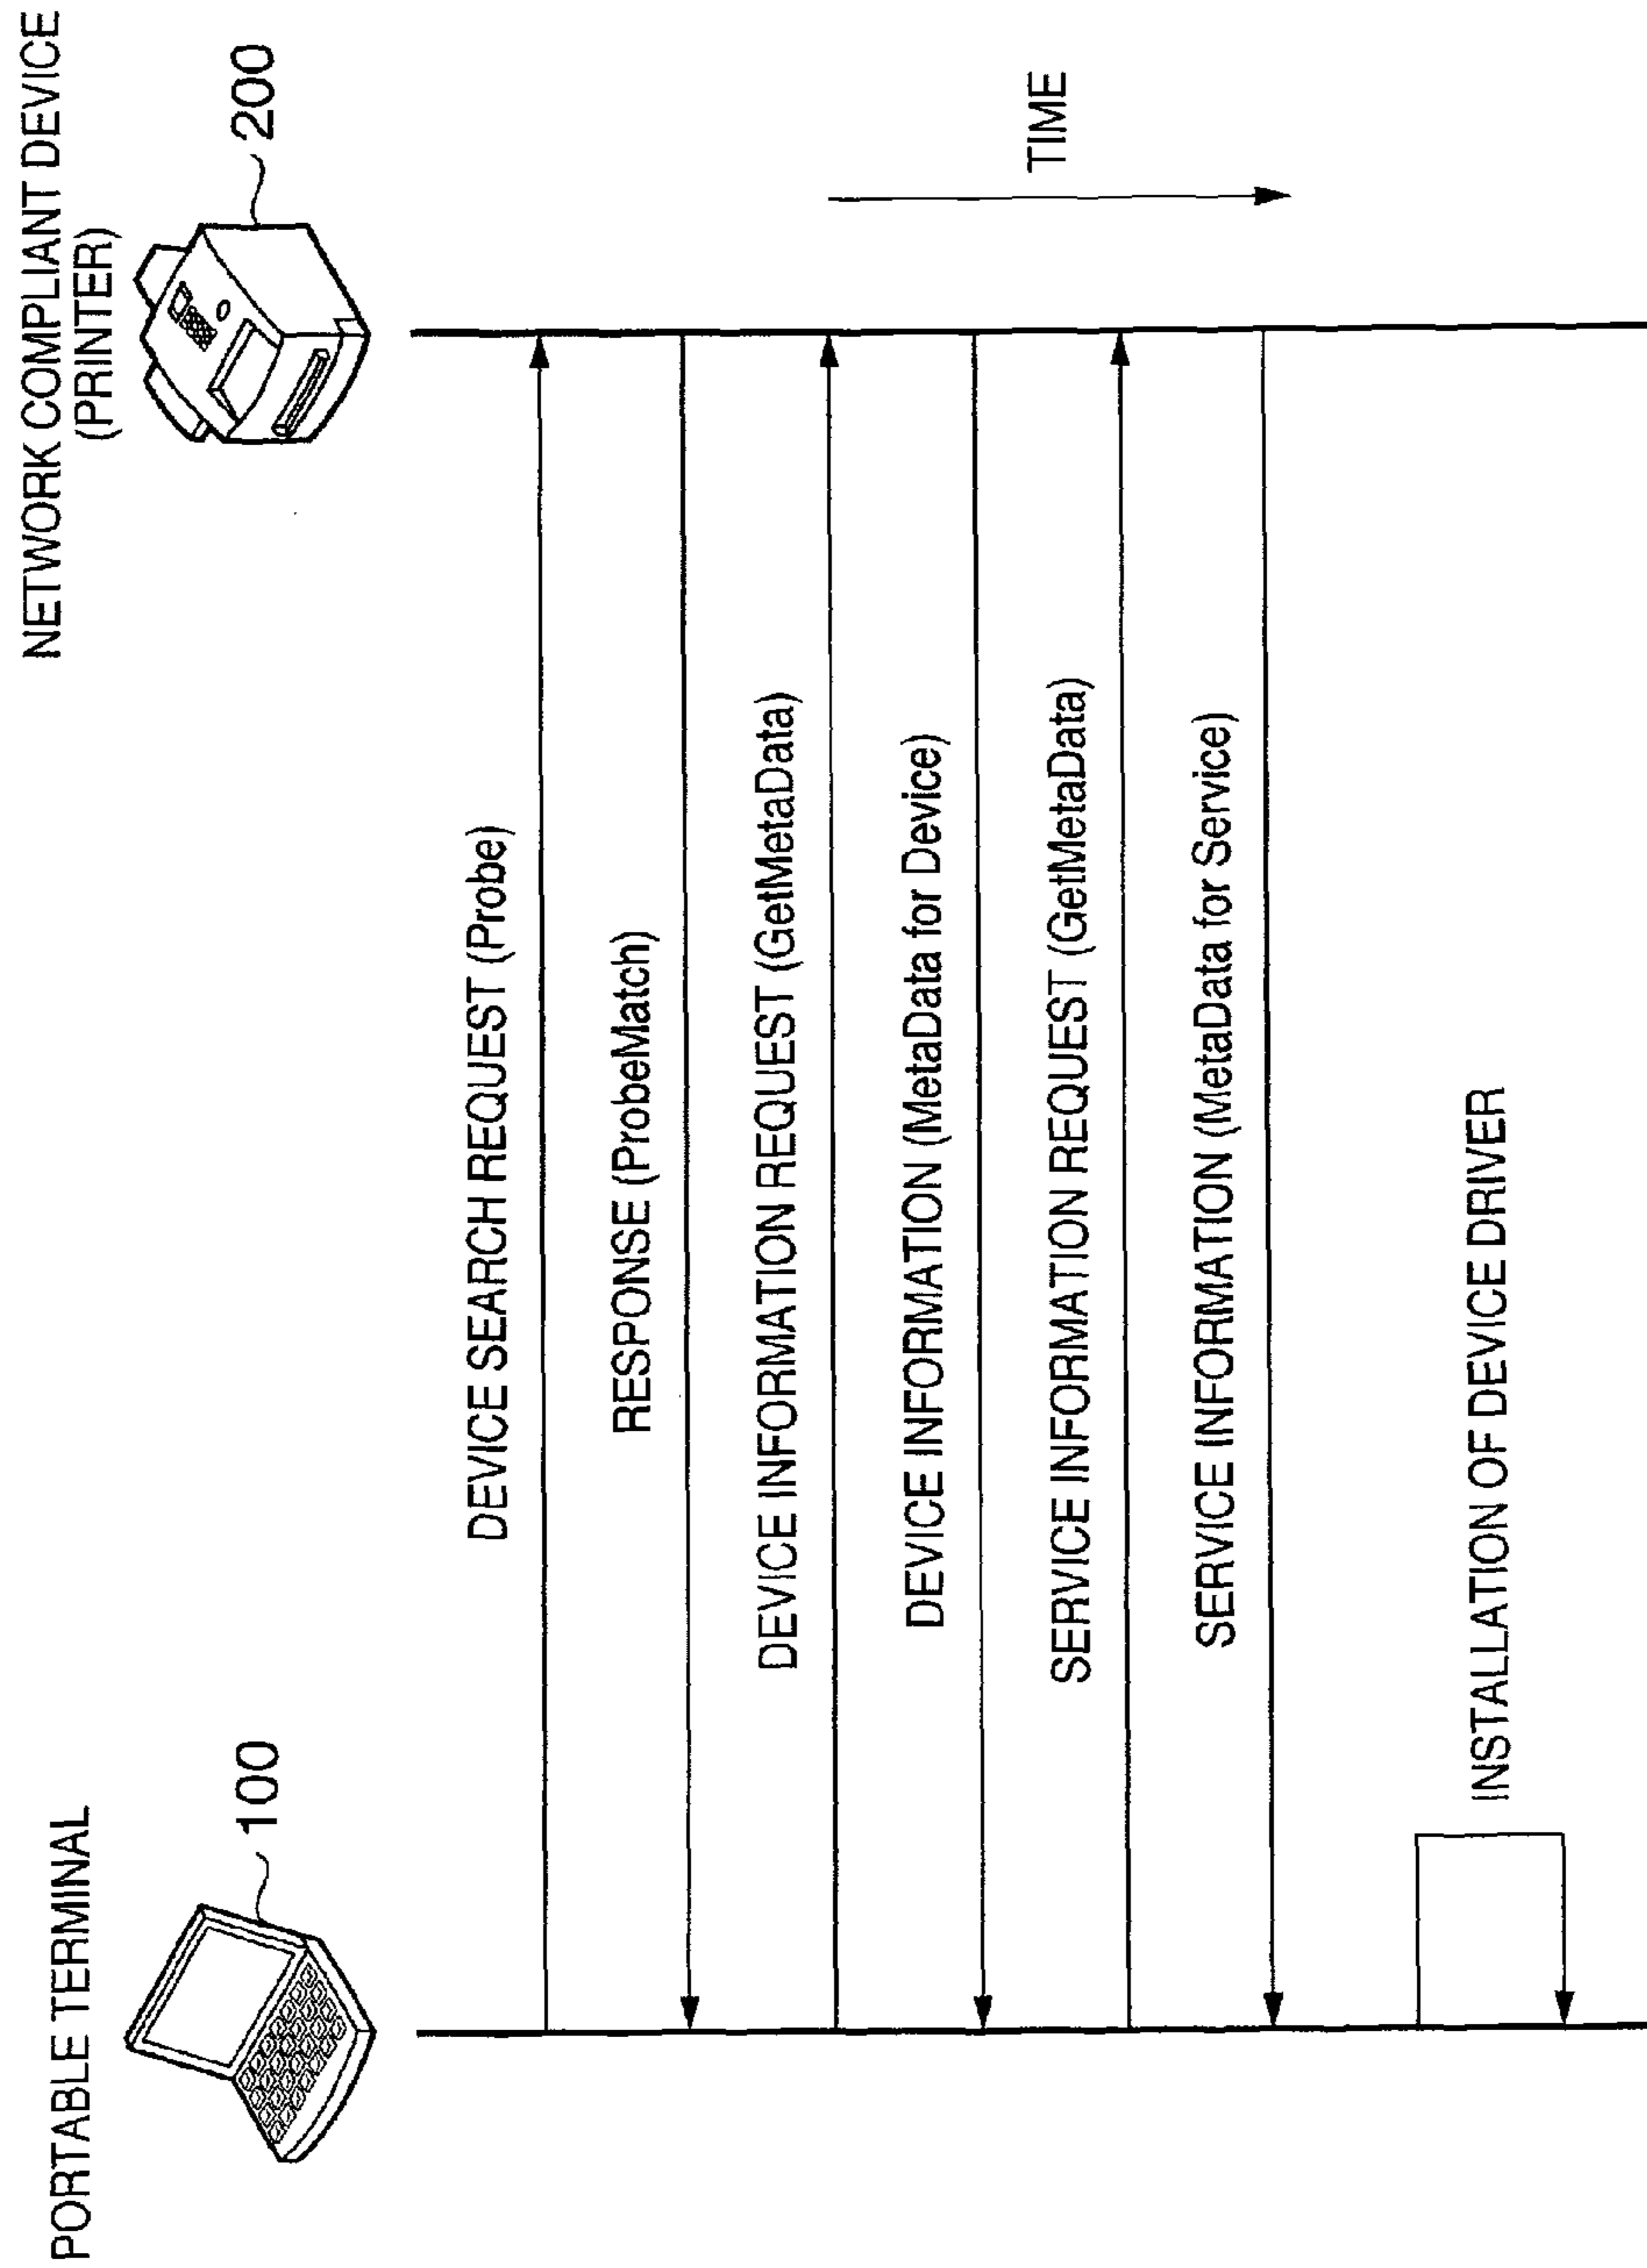 PORTABLE TERMINAL
100
NETWORK COMPLIANT DEVICE
(PRINTER)
200
DEVICE SEARCH REQUEST (Probe)
RESPONSE (ProbeMatch)
DEVICE INFORMATION REQUEST (GetMetaData)
TIME
DEVICE INFORMATION (MetaData for Device)
SERVICE INFORMATION REQUEST (GetMetaData)
SERVICE INFORMATION (MetaData for Service)
INSTALLATION OF DEVICE DRIVER